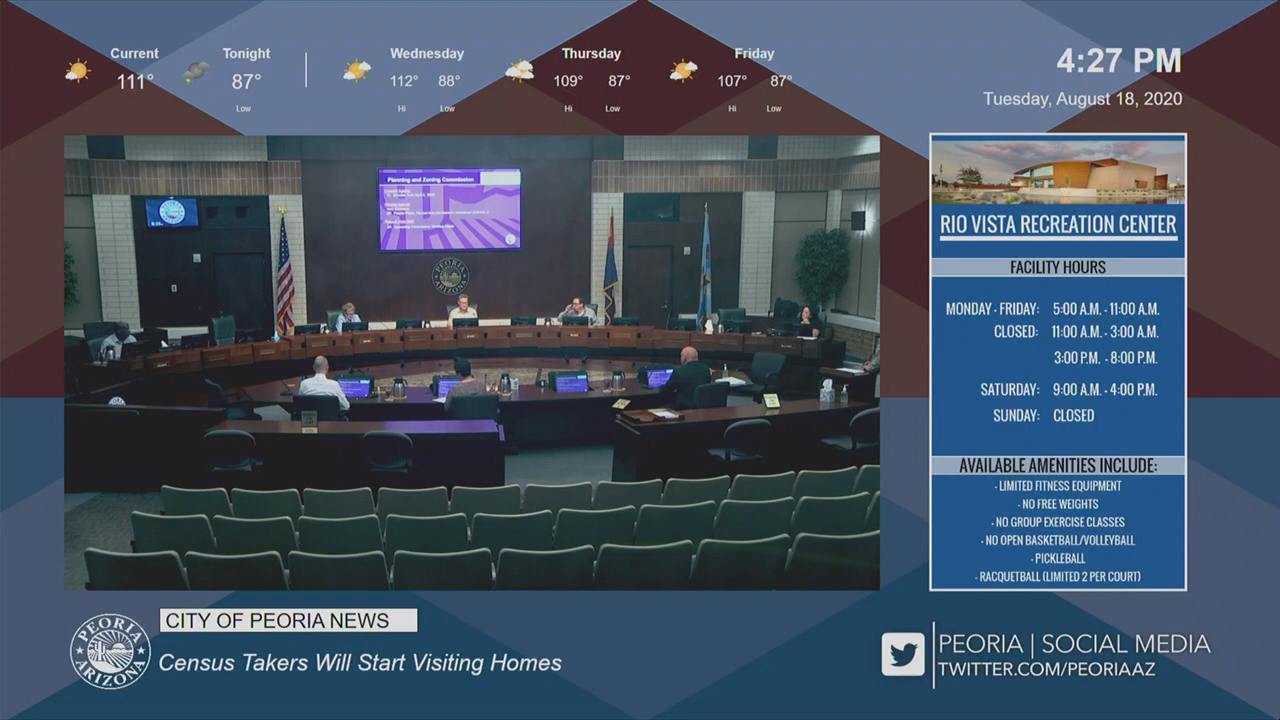 Current
111°
Tonight
87°
Low
Wednesday
112° 88°
Hi Low
Thursday
109° 87°
Hi Low
Friday
107° 87°
Hi Low
4:27 PM
Tuesday, August 18, 2020
Planning and Zoning Commission
PEORIA
ARIZONA
RIO VISTA RECREATION CENTER
FACILITY HOURS
MONDAY - FRIDAY: 5:00 A.M. - 11:00 A.M.
CLOSED: 11:00 A.M. - 3:00 A.M.
3:00 P.M. - 8:00 P.M.
SATURDAY: 9:00 A.M. - 4:00 P.M.
SUNDAY: CLOSED
AVAILABLE AMENITIES INCLUDE:
- LIMITED FITNESS EQUIPMENT
- NO FREE WEIGHTS
- NO GROUP EXERCISE CLASSES
- NO OPEN BASKETBALL/VOLLEYBALL
- PICKLEBALL
- RACQUETBALL (LIMITED 2 PER COURT)
PEORIA
ARIZONA
CITY OF PEORIA NEWS
Census Takers Will Start Visiting Homes
PEORIA | SOCIAL MEDIA
TWITTER.COM/PEORIAAZ